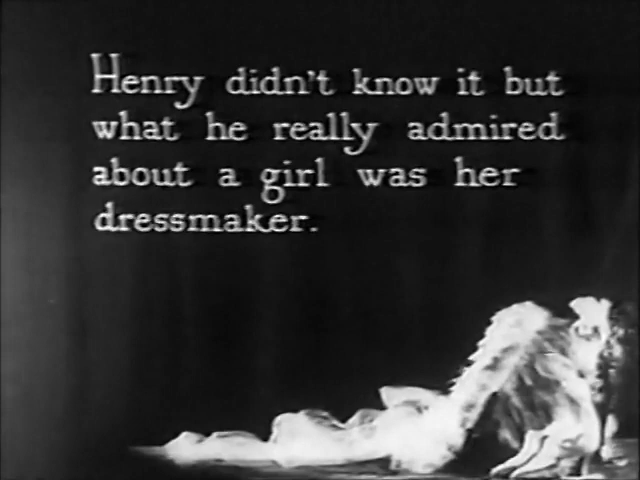 Henry didn't know it but
what he really admired
about a girl was her
dressmaker.